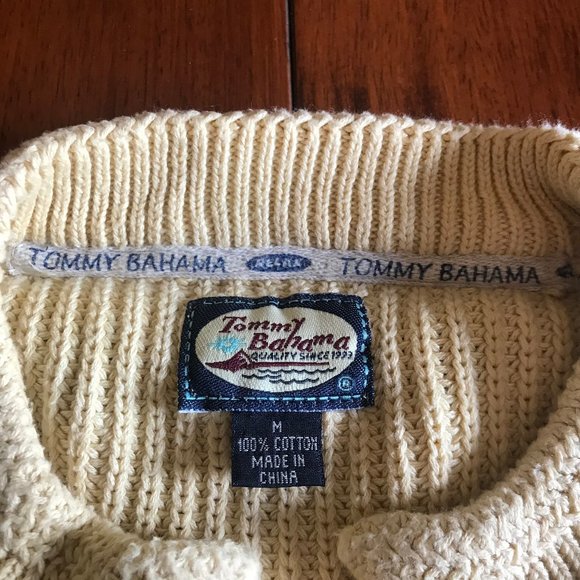 TOMMY BAHAMA RELAX TOMMY BAHAMA
Tommy
Bahama
QUALITY SINCE 1993
®
M
100% COTTON
MADE IN
CHINA